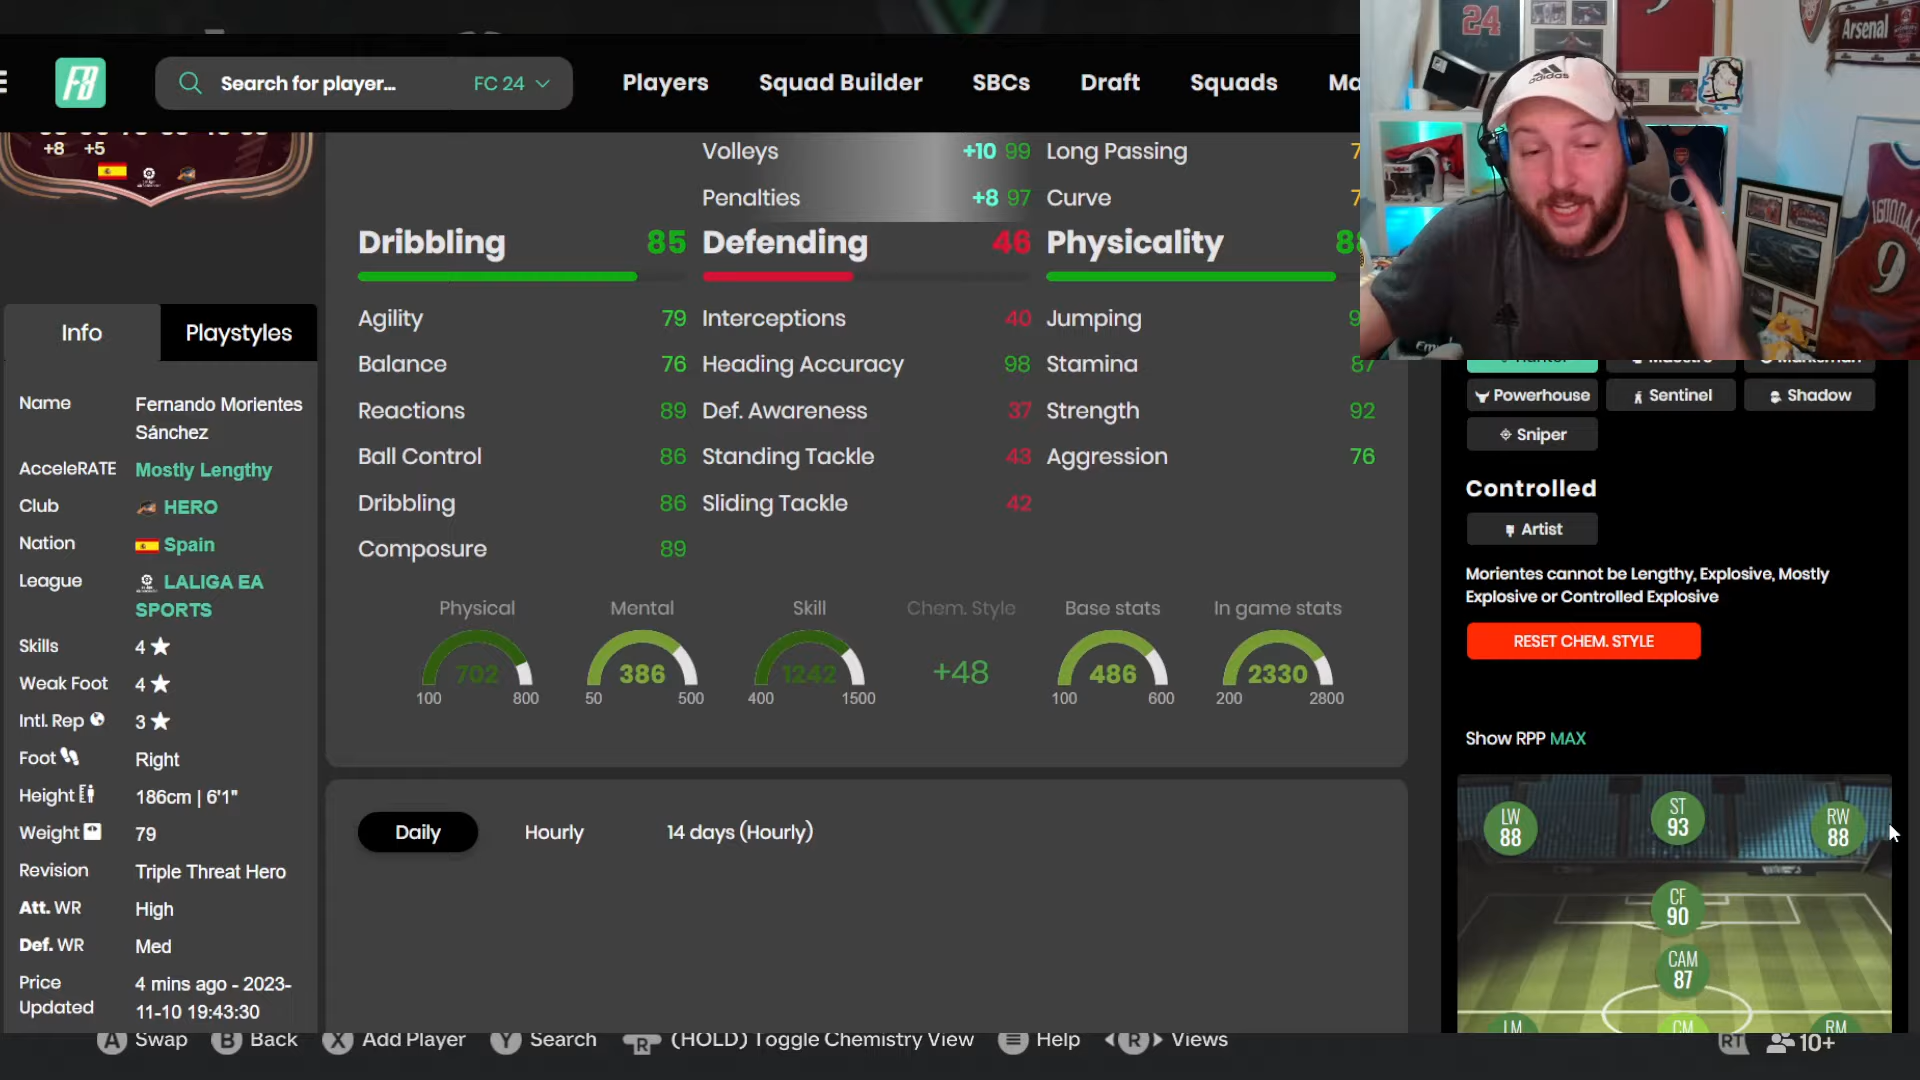 Search for player...
FC 24
Players
Squad Builder
SBCs
Draft
Squads
24
Arsenal
adidas
+8 +5
Volleys +10 99
Long Passing
Penalties +8 97
Curve
IGUODA
9
Dribbling 85
Defending 46
Physicality
Info
Playstyles
Agility 79
Interceptions 40
Jumping
Balance 76
Heading Accuracy 98
Stamina 87
Reactions 89
Def. Awareness 37
Strength 92
Ball Control 86
Standing Tackle 43
Aggression 76
Dribbling 86
Sliding Tackle 42
Composure 89
Name Fernando Morientes
Sánchez
AcceleRATE Mostly Lengthy
Club HERO
Nation Spain
League LALIGA EA
SPORTS
Skills 4
Weak Foot 4
Intl. Rep 3
Foot Right
Height 186cm | 6'1"
Weight 79
Revision Triple Threat Hero
Att. WR High
Def. WR Med
Price
Updated
4 mins ago - 2023-
11-10 19:43:30
Physical Mental Skill Chem. Style Base stats In game stats
702 386 1242 +48 486 2330
100 800 50 500 400 1500 100 600 200 2800
Powerhouse
Sentinel
Shadow
Sniper
Controlled
Artist
Morientes cannot be Lengthy, Explosive, Mostly
Explosive or Controlled Explosive
RESET CHEM. STYLE
Show RPP MAX
Daily
Hourly
14 days (Hourly)
LW
88
ST
93
RW
88
CF
90
CAM
87
LM
CM
RM
A Swap
B Back
X Add Player
Y Search
R (HOLD) Toggle Chemistry View
Help
R Views
RT
10+